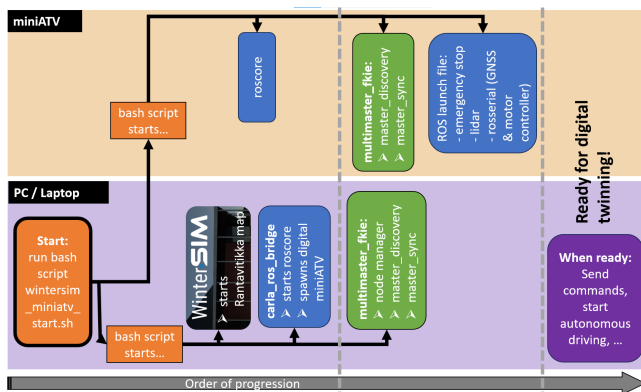 miniATV
bash script
starts...
roscore
multimaster_fkie:
➤ master_discovery
➤ master_sync
ROS launch file:
- emergency stop
- lidar
- rosserial (GNSS
& motor
controller)
Ready for digital
twinning!
PC / Laptop
Start:
run bash
script
wintersim
_miniatv_
start.sh
bash script
starts...
WinterSIM
➤ starts
Rantavitikka map
carla_ros_bridge
➤ starts roscore
➤ spawns digital
miniATV
multimaster_fkie:
➤ node manager
➤ master_discovery
➤ master_sync
When ready:
Send
commands,
start
autonomous
driving, ...
Order of progression